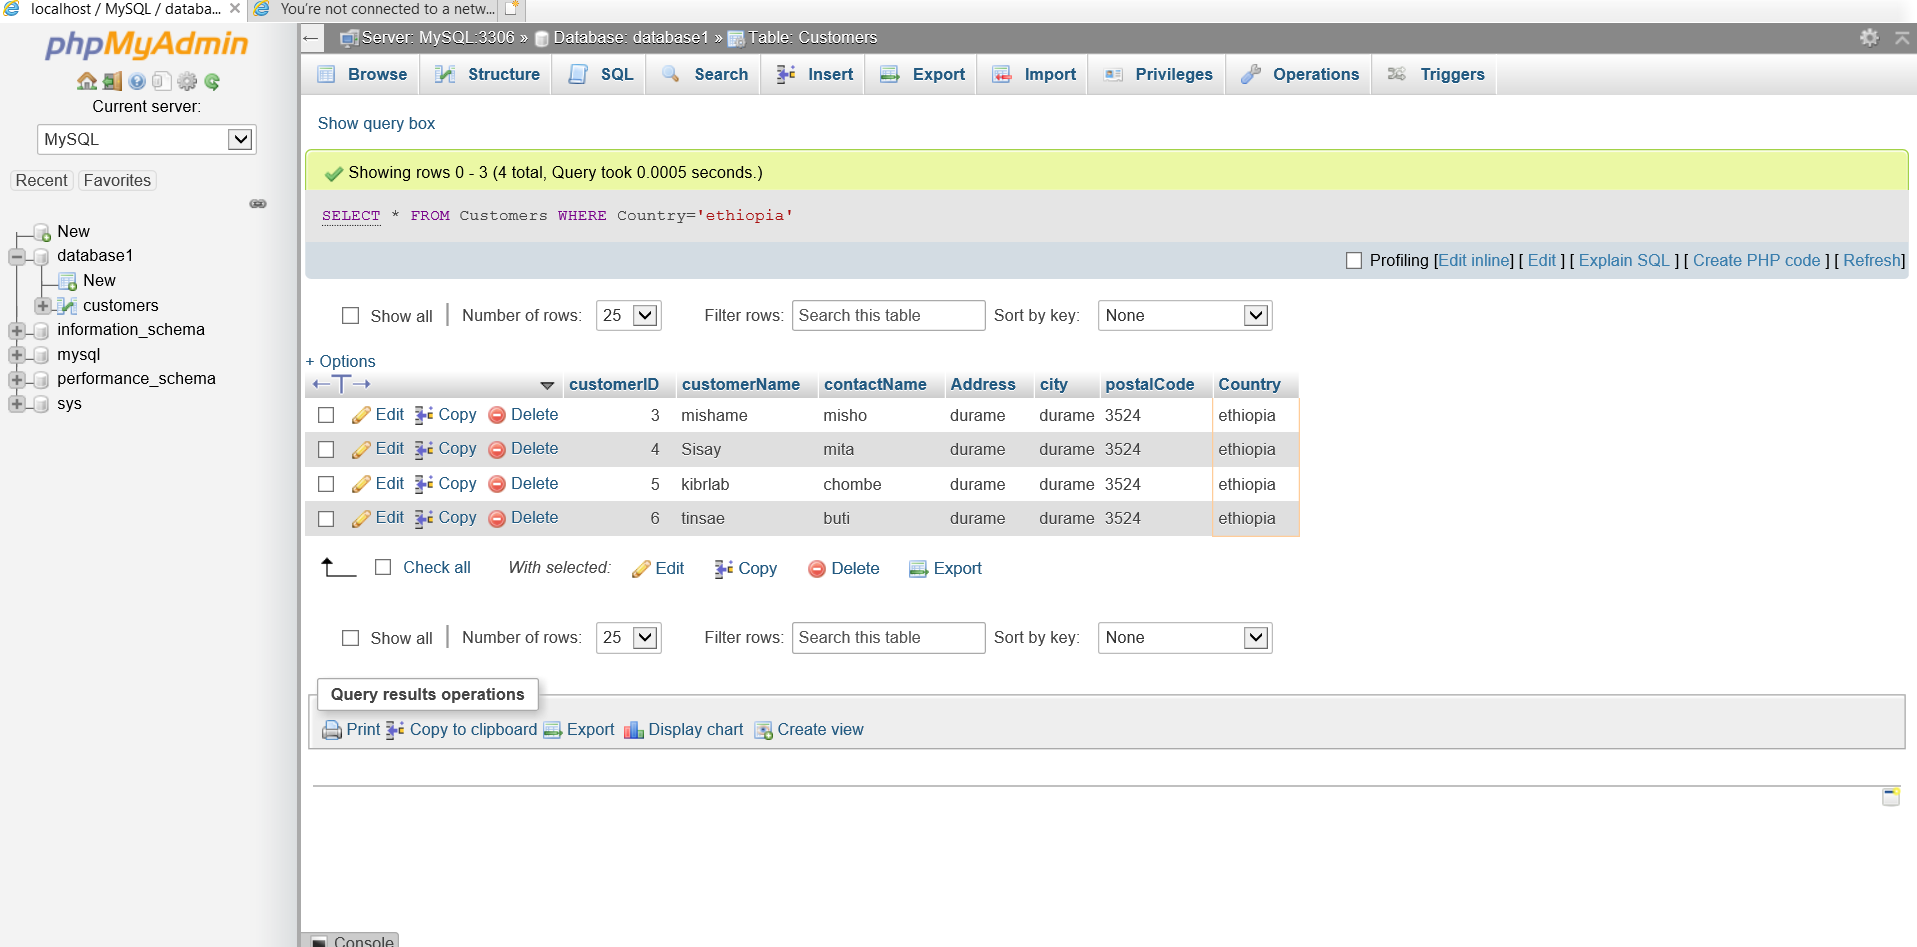 localhost / MySQL / databa...
You're not connected to a netw...
phpMyAdmin
Current server:
MySQL
Recent Favorites
New
database1
New
customers
information_schema
mysql
performance_schema
sys
Server: MySQL:3306 » Database: database1 » Table: Customers
Browse Structure SQL Search Insert Export Import Privileges Operations Triggers
Show query box
Showing rows 0 - 3 (4 total, Query took 0.0005 seconds.)
SELECT * FROM Customers WHERE Country='ethiopia'
Profiling [Edit inline] [ Edit ] [ Explain SQL ] [ Create PHP code ] [ Refresh]
Show all Number of rows: 25 Filter rows: Search this table Sort by key: None
+ Options
←T→ customerID customerName contactName Address city postalCode Country
Edit Copy Delete 3 mishame misho durame durame 3524 ethiopia
Edit Copy Delete 4 Sisay mita durame durame 3524 ethiopia
Edit Copy Delete 5 kibrlab chombe durame durame 3524 ethiopia
Edit Copy Delete 6 tinsae buti durame durame 3524 ethiopia
Check all With selected: Edit Copy Delete Export
Show all Number of rows: 25 Filter rows: Search this table Sort by key: None
Query results operations
Print Copy to clipboard Export Display chart Create view
Console